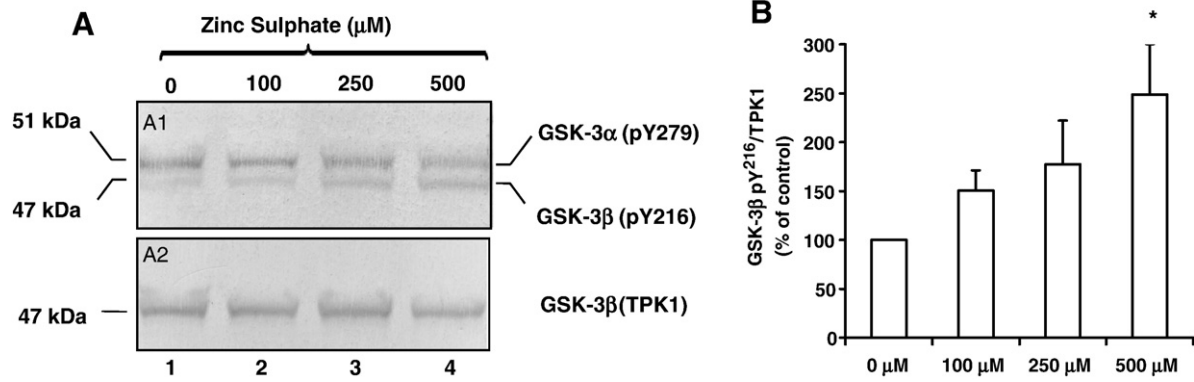 A
Zinc Sulphate (μM)
0 100 250 500
A1
51 kDa
47 kDa
GSK-3α (pY279)
GSK-3β (pY216)
A2
47 kDa
GSK-3β(TPK1)
1 2 3 4
B
*
GSK-3β pY²¹⁶/TPK1
(% of control)
300
250
200
150
100
50
0
0 μM 100 μM 250 μM 500 μM